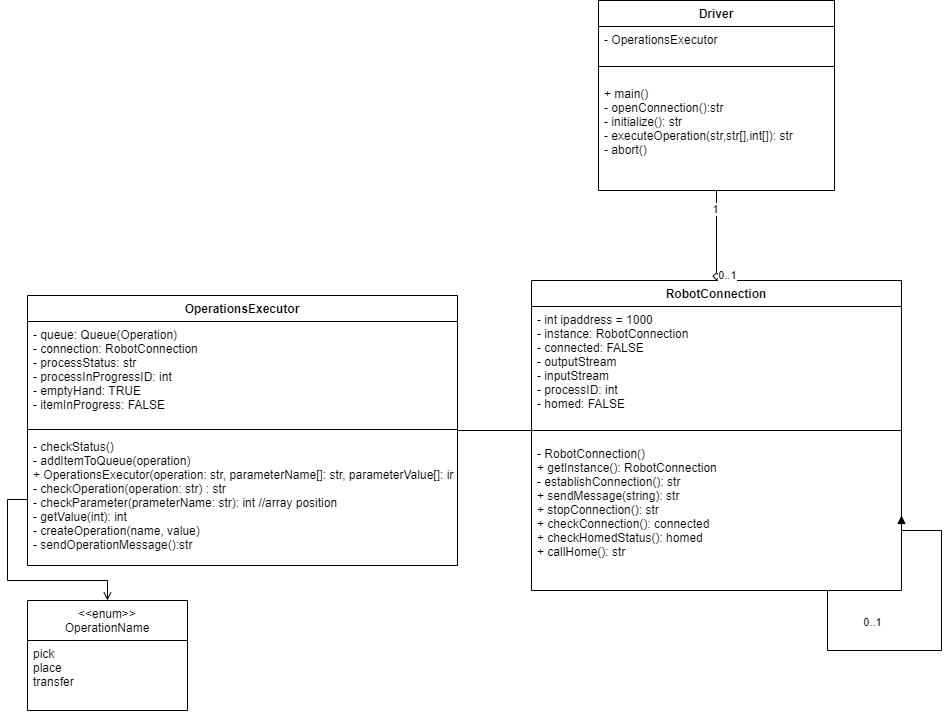 Driver
- OperationsExecutor
+ main()
- openConnection():str
- initialize(): str
- executeOperation(str,str[],int[]): str
- abort()
1
0..1
RobotConnection
- int ipaddress = 1000
- instance: RobotConnection
- connected: FALSE
- outputStream
- inputStream
- processID: int
- homed: FALSE
- RobotConnection()
+ getInstance(): RobotConnection
- establishConnection(): str
+ sendMessage(string): str
+ stopConnection(): str
+ checkConnection(): connected
+ checkHomedStatus(): homed
+ callHome(): str
0..1
OperationsExecutor
- queue: Queue(Operation)
- connection: RobotConnection
- processStatus: str
- processInProgressID: int
- emptyHand: TRUE
- itemInProgress: FALSE
- checkStatus()
- addItemToQueue(operation)
+ OperationsExecutor(operation: str, parameterName[]: str, parameterValue[]: ir
- checkOperation(operation: str) : str
- checkParameter(prameterName: str): int //array position
- getValue(int): int
- createOperation(name, value)
- sendOperationMessage():str
<<enum>>
OperationName
pick
place
transfer